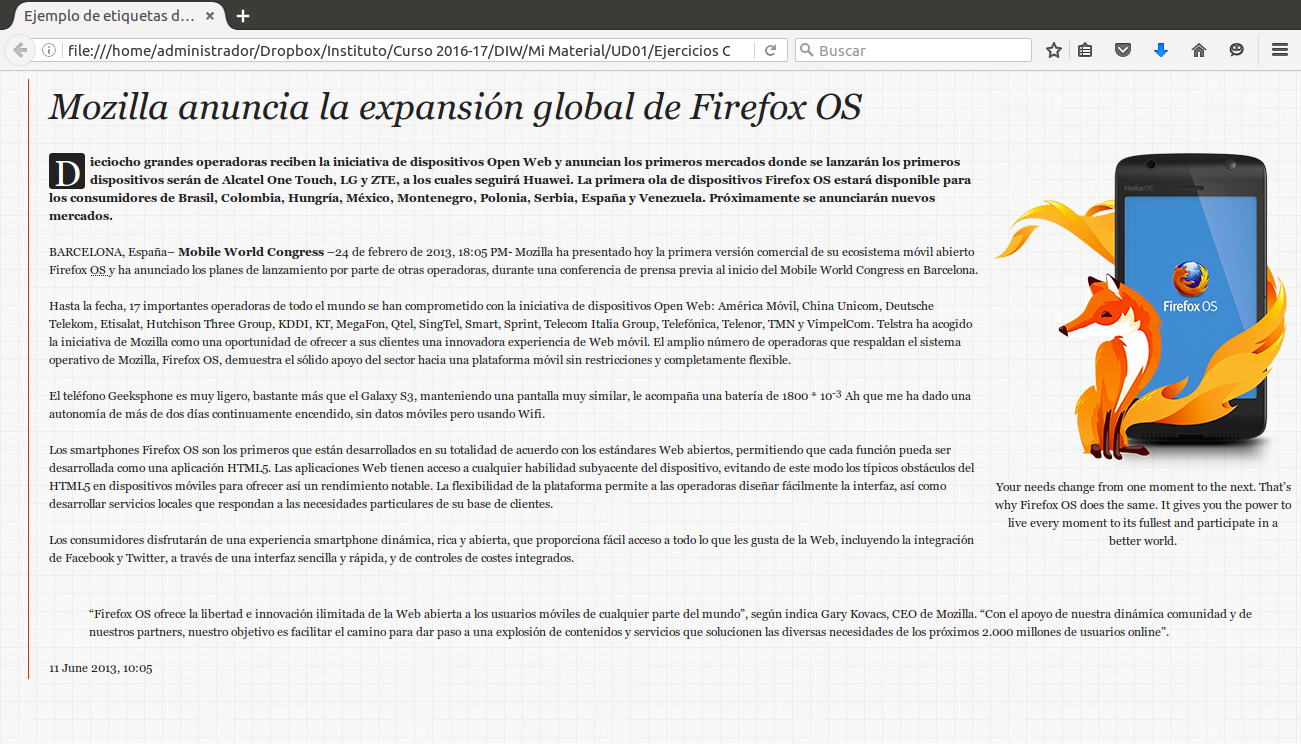 Ejemplo de etiquetas d…
file:///home/administrador/Dropbox/Instituto/Curso 2016-17/DIW/Mi Material/UD01/Ejercicios C
Buscar
Mozilla anuncia la expansión global de Firefox OS
Dieciocho grandes operadoras reciben la iniciativa de dispositivos Open Web y anuncian los primeros mercados donde se lanzarán los primeros
dispositivos serán de Alcatel One Touch, LG y ZTE, a los cuales seguirá Huawei. La primera ola de dispositivos Firefox OS estará disponible para
los consumidores de Brasil, Colombia, Hungría, México, Montenegro, Polonia, Serbia, España y Venezuela. Próximamente se anunciarán nuevos
mercados.
BARCELONA, España– Mobile World Congress –24 de febrero de 2013, 18:05 PM- Mozilla ha presentado hoy la primera versión comercial de su ecosistema móvil abierto
Firefox OS y ha anunciado los planes de lanzamiento por parte de otras operadoras, durante una conferencia de prensa previa al inicio del Mobile World Congress en Barcelona.
Hasta la fecha, 17 importantes operadoras de todo el mundo se han comprometido con la iniciativa de dispositivos Open Web: América Móvil, China Unicom, Deutsche
Telekom, Etisalat, Hutchison Three Group, KDDI, KT, MegaFon, Qtel, SingTel, Smart, Sprint, Telecom Italia Group, Telefónica, Telenor, TMN y VimpelCom. Telstra ha acogido
la iniciativa de Mozilla como una oportunidad de ofrecer a sus clientes una innovadora experiencia de Web móvil. El amplio número de operadoras que respaldan el sistema
operativo de Mozilla, Firefox OS, demuestra el sólido apoyo del sector hacia una plataforma móvil sin restricciones y completamente flexible.
El teléfono Geeksphone es muy ligero, bastante más que el Galaxy S3, manteniendo una pantalla muy similar, le acompaña una batería de 1800 * 10-3 Ah que me ha dado una
autonomía de más de dos días continuamente encendido, sin datos móviles pero usando Wifi.
Los smartphones Firefox OS son los primeros que están desarrollados en su totalidad de acuerdo con los estándares Web abiertos, permitiendo que cada función pueda ser
desarrollada como una aplicación HTML5. Las aplicaciones Web tienen acceso a cualquier habilidad subyacente del dispositivo, evitando de este modo los típicos obstáculos del
HTML5 en dispositivos móviles para ofrecer así un rendimiento notable. La flexibilidad de la plataforma permite a las operadoras diseñar fácilmente la interfaz, así como
desarrollar servicios locales que respondan a las necesidades particulares de su base de clientes.
Los consumidores disfrutarán de una experiencia smartphone dinámica, rica y abierta, que proporciona fácil acceso a todo lo que les gusta de la Web, incluyendo la integración
de Facebook y Twitter, a través de una interfaz sencilla y rápida, y de controles de costes integrados.
Firefox OS
Firefox OS
Your needs change from one moment to the next. That's
why Firefox OS does the same. It gives you the power to
live every moment to its fullest and participate in a
better world.
“Firefox OS ofrece la libertad e innovación ilimitada de la Web abierta a los usuarios móviles de cualquier parte del mundo”, según indica Gary Kovacs, CEO de Mozilla. “Con el apoyo de nuestra dinámica comunidad y de
nuestros partners, nuestro objetivo es facilitar el camino para dar paso a una explosión de contenidos y servicios que solucionen las diversas necesidades de los próximos 2.000 millones de usuarios online”.
11 June 2013, 10:05